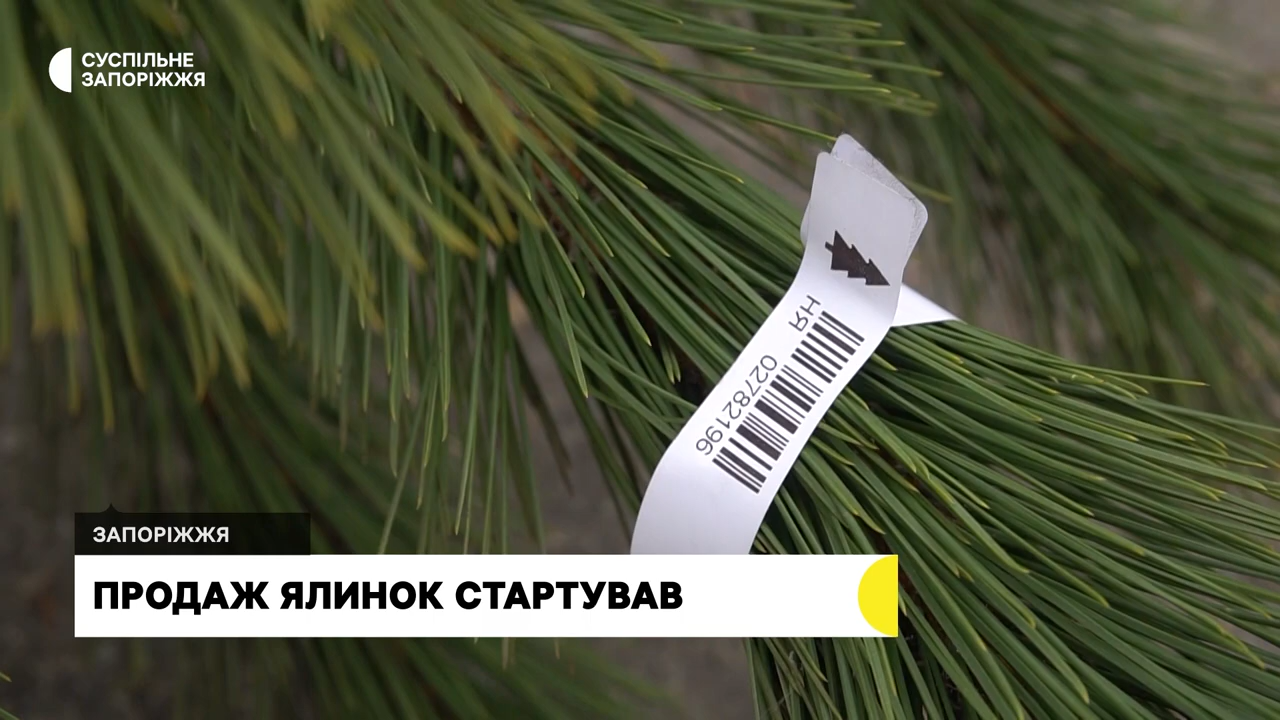 СУСПІЛЬНЕ
ЗАПОРІЖЖЯ
НЯ
02782196
ЗАПОРІЖЖЯ
ПРОДАЖ ЯЛИНОК СТАРТУВАВ